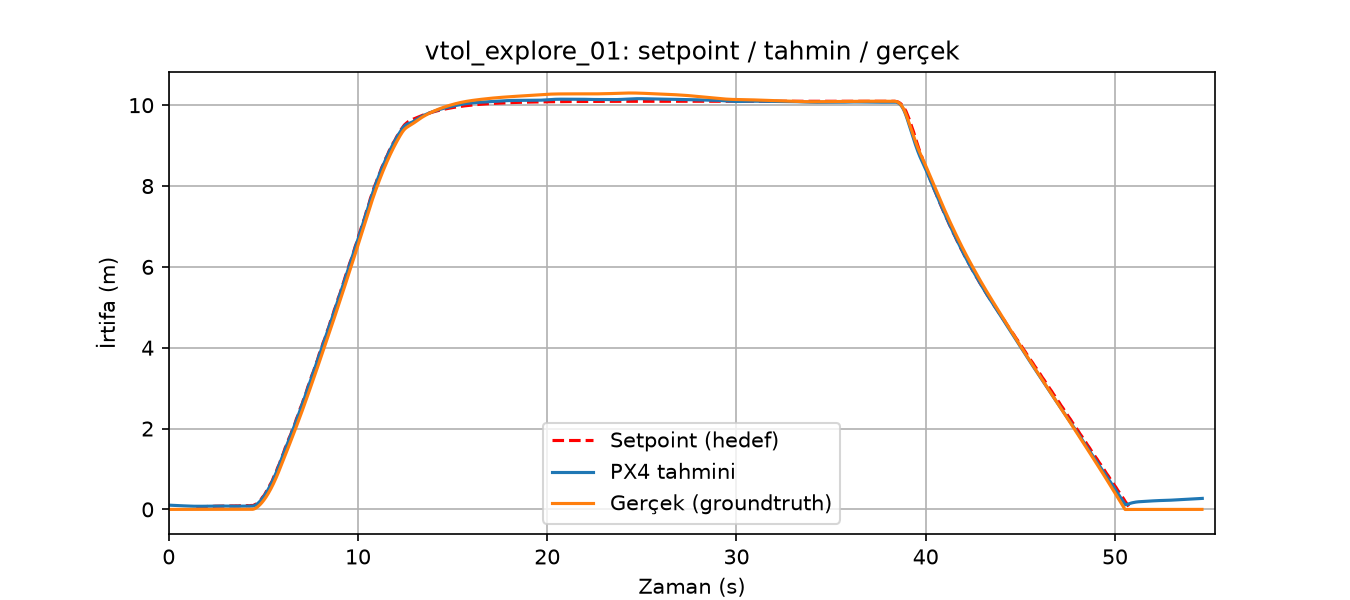 vtol_explore_01: setpoint / tahmin / gerçek
İrtifa (m)
10
8
6
4
2
0
Setpoint (hedef)
PX4 tahmini
Gerçek (groundtruth)
0 10 20 30 40 50
Zaman (s)